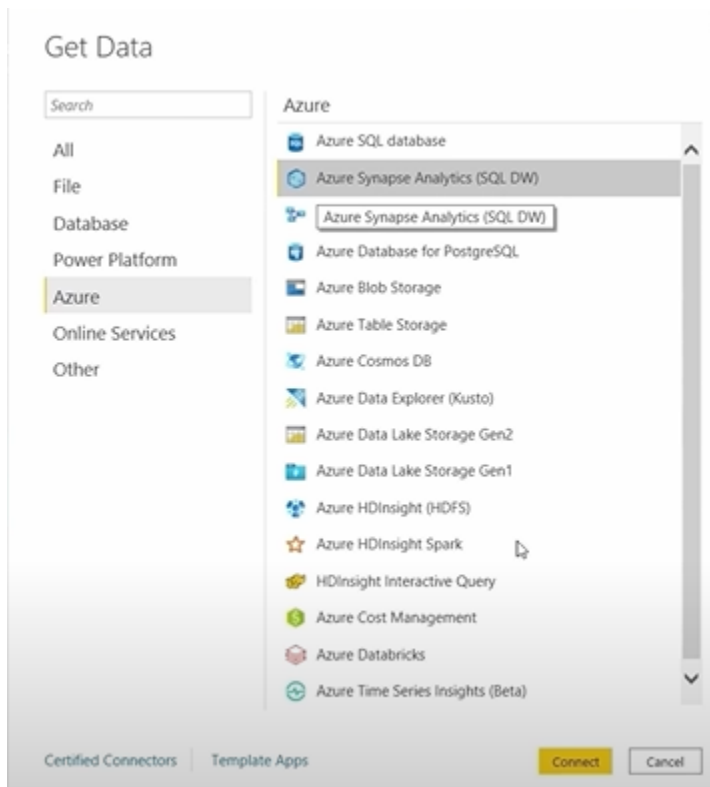 Get Data
Search
All
File
Database
Power Platform
Azure
Online Services
Other
Azure
Azure SQL database
Azure Synapse Analytics (SQL DW)
Azure Synapse Analytics (SQL DW)
Azure Database for PostgreSQL
Azure Blob Storage
Azure Table Storage
Azure Cosmos DB
Azure Data Explorer (Kusto)
Azure Data Lake Storage Gen2
Azure Data Lake Storage Gen1
Azure HDInsight (HDFS)
Azure HDInsight Spark
HDInsight Interactive Query
Azure Cost Management
Azure Databricks
Azure Time Series Insights (Beta)
Certified Connectors
Template Apps
Connect
Cancel